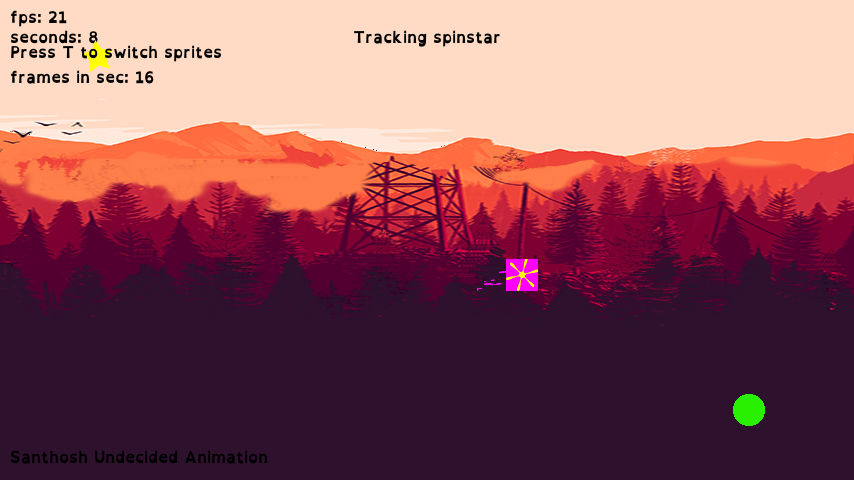 fps: 21
seconds: 8
Tracking spinstar
Press T to switch sprites
frames in sec: 16
Santhosh Undecided Animation